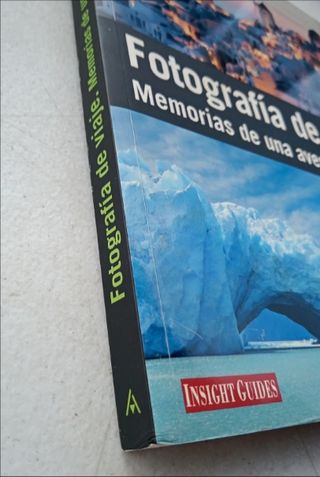 Fotografía de
Memorias de una ave
INSIGHT GUIDES
Fotografía de viaje. Memorias de